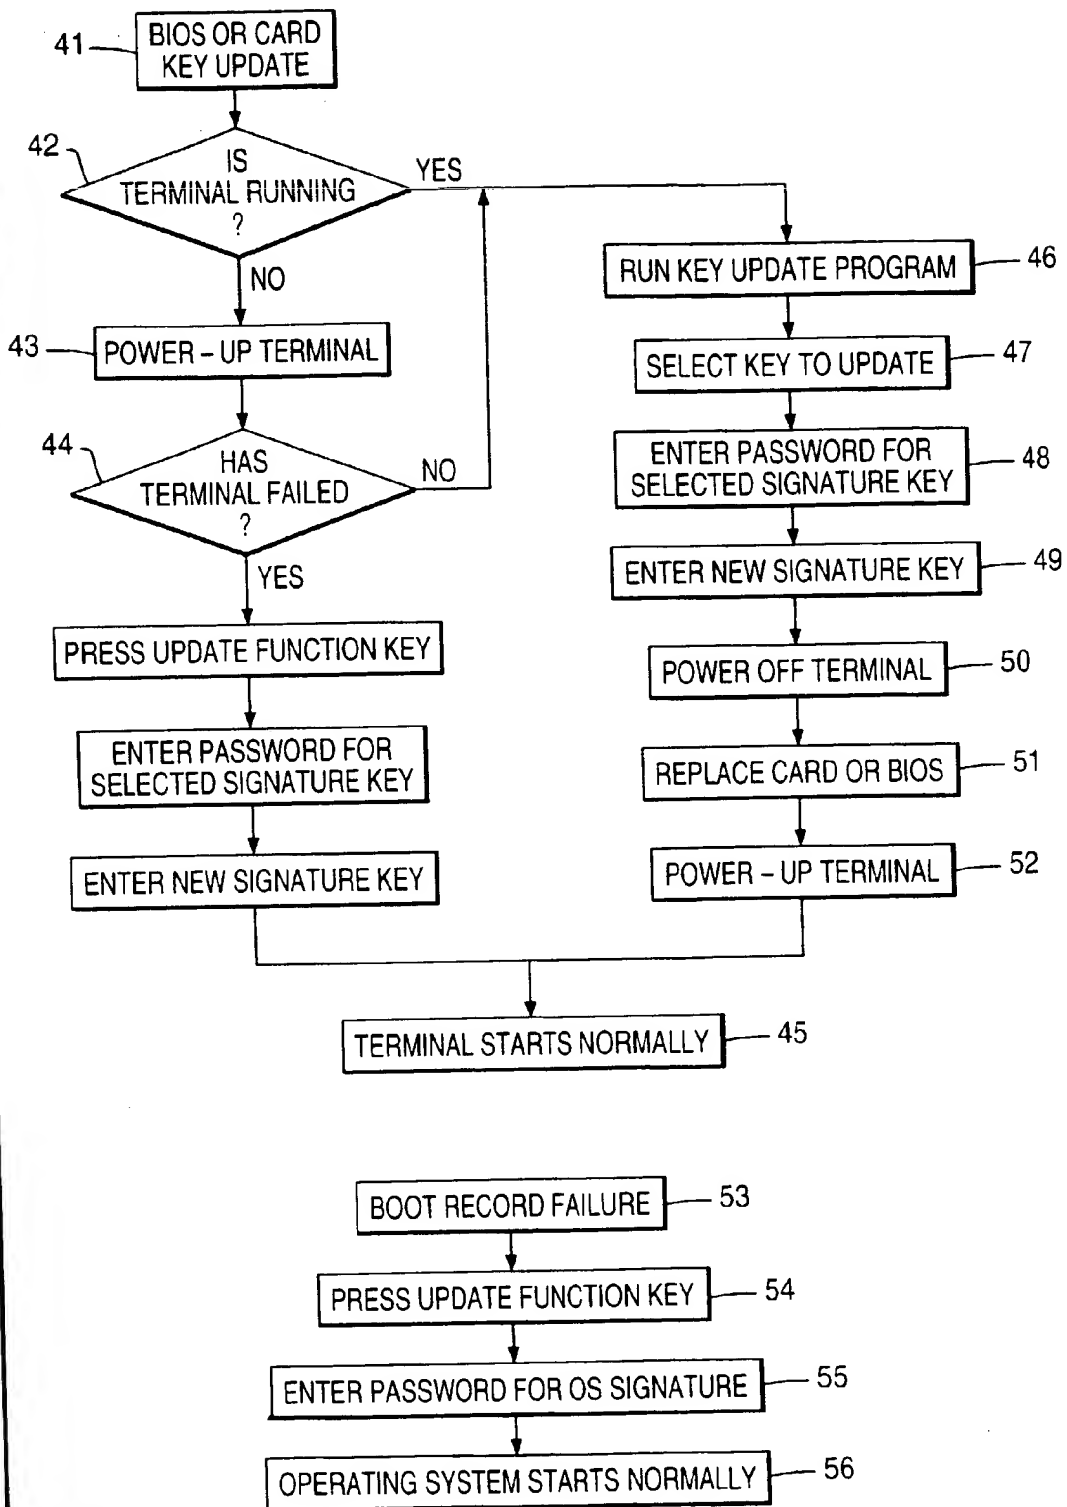 41
BIOS OR CARD
KEY UPDATE
42
IS
TERMINAL RUNNING
?
YES
NO
43
POWER – UP TERMINAL
44
HAS
TERMINAL FAILED
?
NO
YES
PRESS UPDATE FUNCTION KEY
ENTER PASSWORD FOR
SELECTED SIGNATURE KEY
ENTER NEW SIGNATURE KEY
RUN KEY UPDATE PROGRAM
46
SELECT KEY TO UPDATE
47
ENTER PASSWORD FOR
SELECTED SIGNATURE KEY
48
ENTER NEW SIGNATURE KEY
49
POWER OFF TERMINAL
50
REPLACE CARD OR BIOS
51
POWER – UP TERMINAL
52
TERMINAL STARTS NORMALLY
45
BOOT RECORD FAILURE
53
PRESS UPDATE FUNCTION KEY
54
ENTER PASSWORD FOR OS SIGNATURE
55
OPERATING SYSTEM STARTS NORMALLY
56